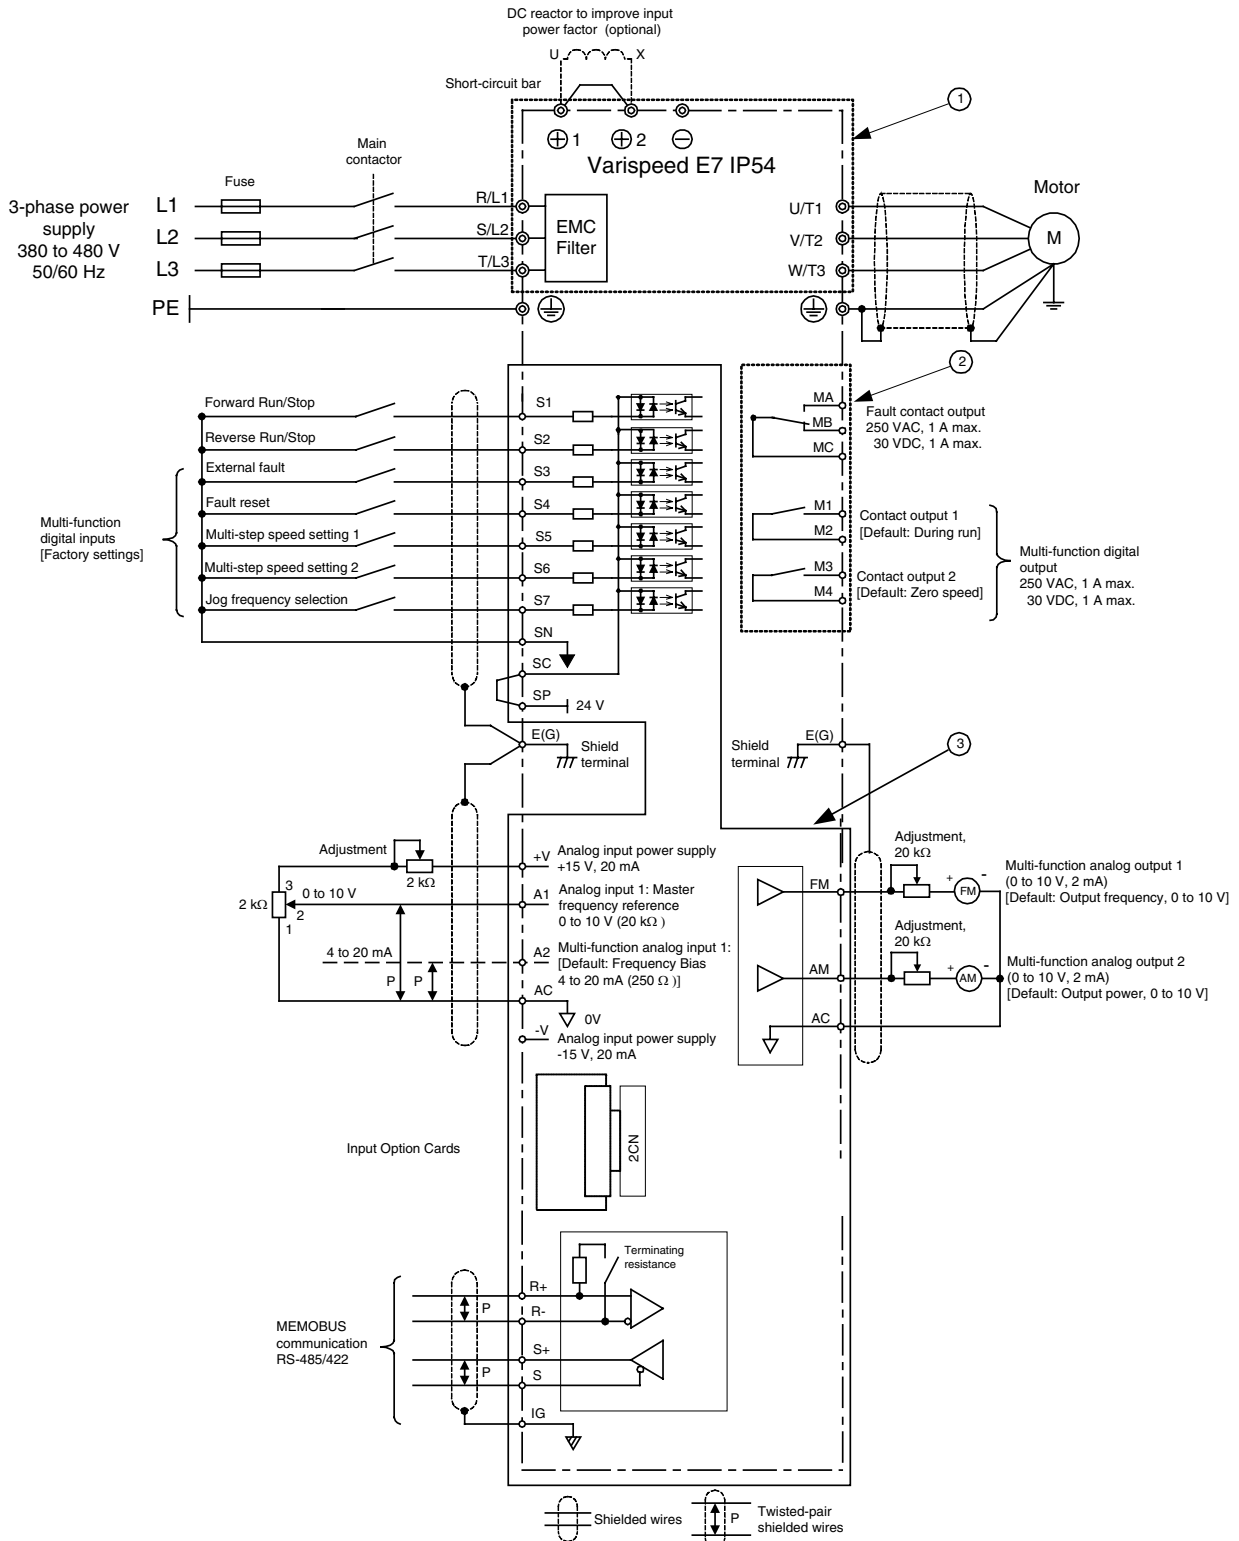 DC reactor to improve input
power factor (optional)
U X
Short-circuit bar
1
1 2
Varispeed E7 IP54
Main
contactor
Fuse
3-phase power
supply
380 to 480 V
50/60 Hz
L1
L2
L3
PE
R/L1
S/L2
T/L3
EMC
Filter
U/T1
V/T2
W/T3
Motor
M
2
Forward Run/Stop
Reverse Run/Stop
External fault
Fault reset
Multi-step speed setting 1
Multi-step speed setting 2
Jog frequency selection
Multi-function
digital inputs
[Factory settings]
S1
S2
S3
S4
S5
S6
S7
SN
SC
SP
24 V
E(G)
Shield
terminal
MA
MB
MC
Fault contact output
250 VAC, 1 A max.
30 VDC, 1 A max.
M1
M2
Contact output 1
[Default: During run]
M3
M4
Contact output 2
[Default: Zero speed]
Multi-function digital
output
250 VAC, 1 A max.
30 VDC, 1 A max.
Shield
terminal
E(G)
3
Adjustment
2 kΩ
3
2 kΩ
0 to 10 V
2
1
4 to 20 mA
P
P
+V
Analog input power supply
+15 V, 20 mA
A1
Analog input 1: Master
frequency reference
0 to 10 V (20 kΩ )
A2
Multi-function analog input 1:
[Default: Frequency Bias
4 to 20 mA (250 Ω )]
AC
0V
-V
Analog input power supply
-15 V, 20 mA
FM
Adjustment,
20 kΩ
+ FM -
Multi-function analog output 1
(0 to 10 V, 2 mA)
[Default: Output frequency, 0 to 10 V]
AM
Adjustment,
20 kΩ
+ AM -
Multi-function analog output 2
(0 to 10 V, 2 mA)
[Default: Output power, 0 to 10 V]
AC
Input Option Cards
2CN
Terminating
resistance
MEMOBUS
communication
RS-485/422
P
P
R+
R-
S+
S
IG
Shielded wires
P
Twisted-pair
shielded wires